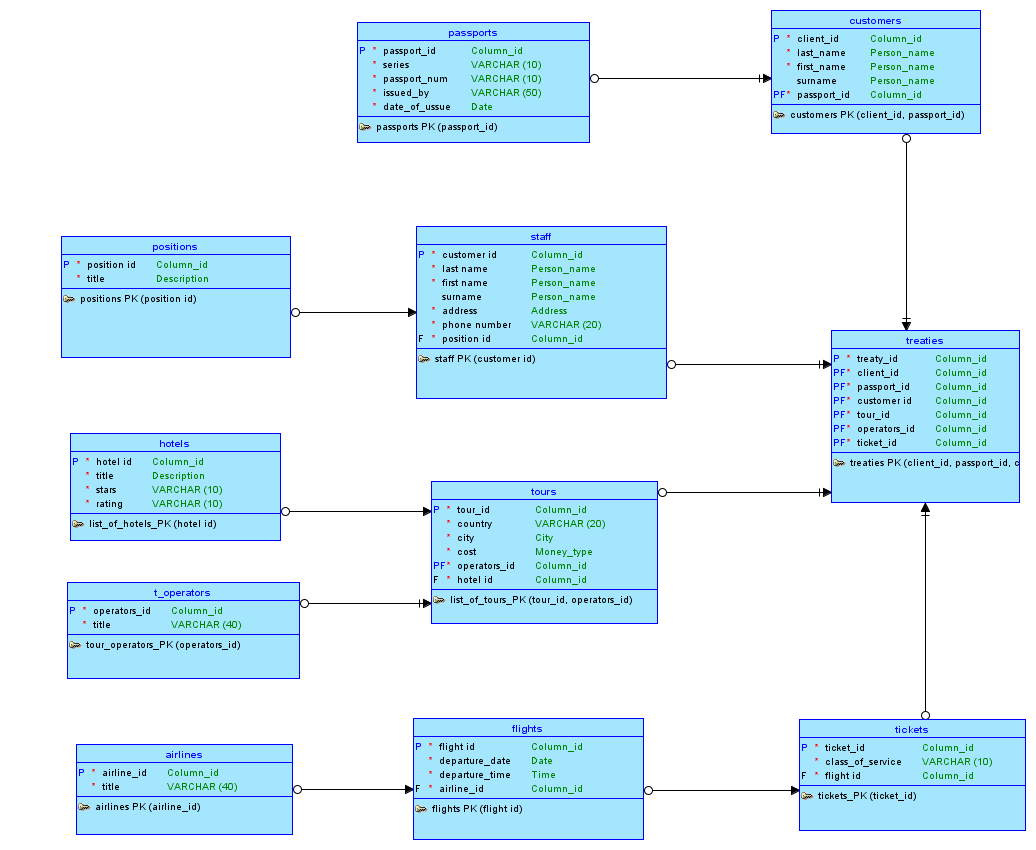 passports
P * passport_id Column_id
* series VARCHAR (10)
* passport_num VARCHAR (10)
* issued_by VARCHAR (50)
* date_of_ussue Date
passports PK (passport_id)
customers
P * client_id Column_id
* last_name Person_name
* first_name Person_name
surname Person_name
PF* passport_id Column_id
customers PK (client_id, passport_id)
positions
P * position id Column_id
* title Description
positions PK (position id)
staff
P * customer id Column_id
* last name Person_name
* first name Person_name
surname Person_name
* address Address
* phone number VARCHAR (20)
F * position id Column_id
staff PK (customer id)
treaties
P * treaty_id Column_id
PF* client_id Column_id
PF* passport_id Column_id
PF* customer id Column_id
PF* tour_id Column_id
PF* operators_id Column_id
PF* ticket_id Column_id
treaties PK (client_id, passport_id, c
hotels
P * hotel id Column_id
* title Description
* stars VARCHAR (10)
* rating VARCHAR (10)
list_of_hotels_PK (hotel id)
tours
P * tour_id Column_id
* country VARCHAR (20)
* city City
* cost Money_type
PF* operators_id Column_id
F * hotel id Column_id
list_of_tours_PK (tour_id, operators_id)
t_operators
P * operators_id Column_id
* title VARCHAR (40)
tour_operators_PK (operators_id)
airlines
P * airline_id Column_id
* title VARCHAR (40)
airlines PK (airline_id)
flights
P * flight id Column_id
* departure_date Date
* departure_time Time
F * airline_id Column_id
flights PK (flight id)
tickets
P * ticket_id Column_id
* class_of_service VARCHAR (10)
F * flight id Column_id
tickets_PK (ticket_id)